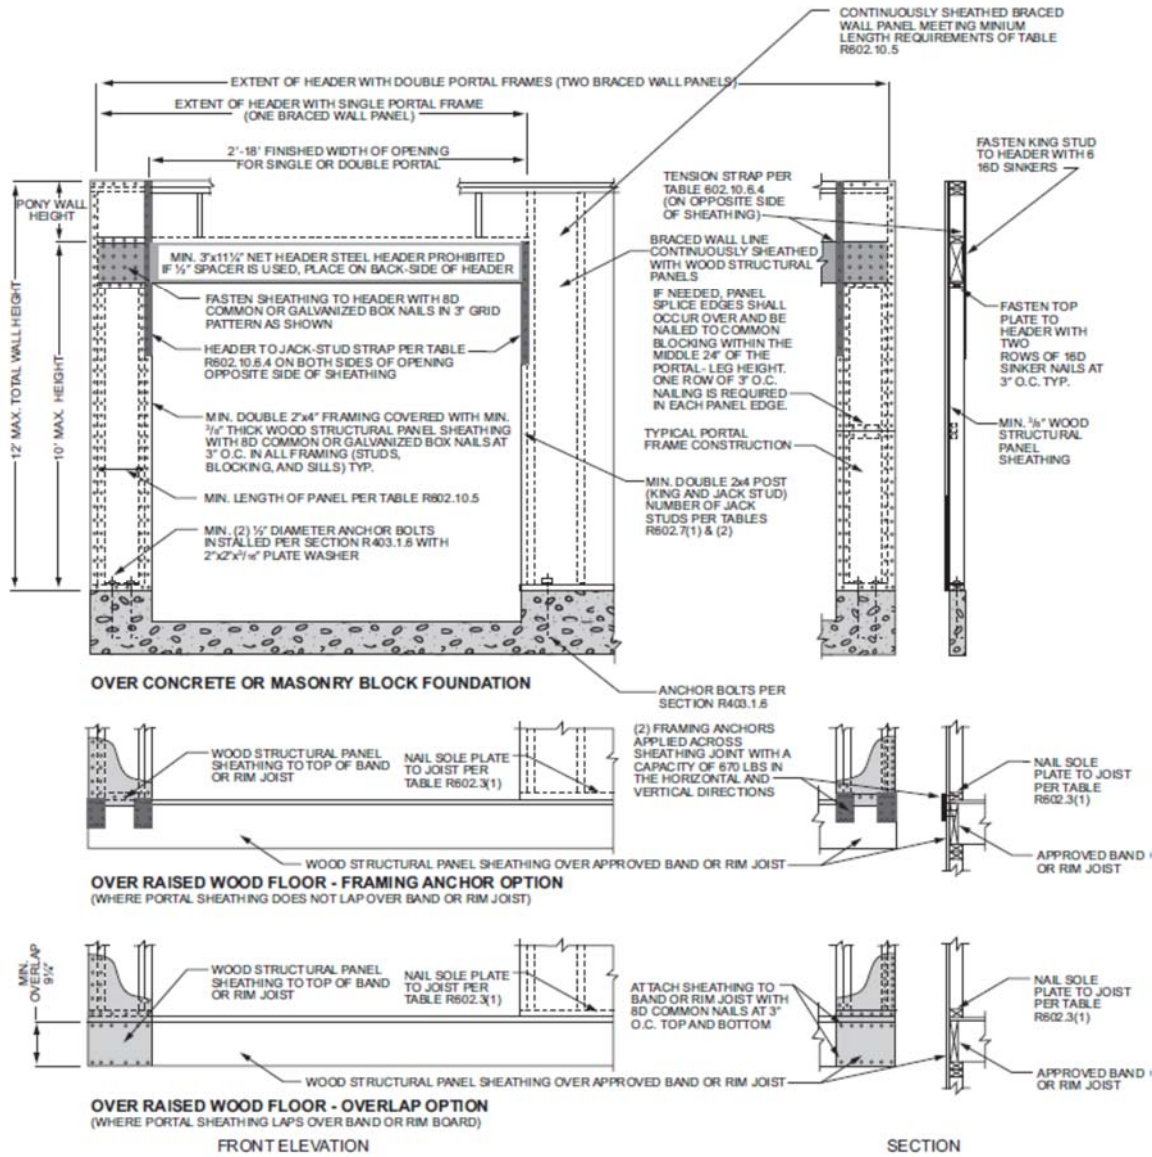 CONTINUOUSLY SHEATHED BRACED
WALL PANEL MEETING MINIUM
LENGTH REQUIREMENTS OF TABLE
R602.10.5
EXTENT OF HEADER WITH DOUBLE PORTAL FRAMES (TWO BRACED WALL PANELS)
EXTENT OF HEADER WITH SINGLE PORTAL FRAME
(ONE BRACED WALL PANEL)
2'-18' FINISHED WIDTH OF OPENING
FOR SINGLE OR DOUBLE PORTAL
FASTEN KING STUD
TO HEADER WITH 6
16D SINKERS
TENSION STRAP PER
TABLE 602.10.6.4
(ON OPPOSITE SIDE
OF SHEATHING)
PONY WALL
HEIGHT
12' MAX. TOTAL WALL HEIGHT
10' MAX. HEIGHT
MIN. 3"x11¼" NET HEADER STEEL HEADER PROHIBITED
IF ½" SPACER IS USED, PLACE ON BACK-SIDE OF HEADER
BRACED WALL LINE
CONTINUOUSLY SHEATHED
WITH WOOD STRUCTURAL
PANELS
FASTEN SHEATHING TO HEADER WITH 8D
COMMON OR GALVANIZED BOX NAILS IN 3" GRID
PATTERN AS SHOWN
IF NEEDED, PANEL
SPLICE EDGES SHALL
OCCUR OVER AND BE
NAILED TO COMMON
BLOCKING WITHIN THE
MIDDLE 24" OF THE
PORTAL- LEG HEIGHT.
ONE ROW OF 3" O.C.
NAILING IS REQUIRED
IN EACH PANEL EDGE.
FASTEN TOP
PLATE TO
HEADER WITH
TWO
ROWS OF 16D
SINKER NAILS AT
3" O.C. TYP.
HEADER TO JACK-STUD STRAP PER TABLE
R602.10.6.4 ON BOTH SIDES OF OPENING
OPPOSITE SIDE OF SHEATHING
MIN. DOUBLE 2"x4" FRAMING COVERED WITH MIN.
3/8" THICK WOOD STRUCTURAL PANEL SHEATHING
WITH 8D COMMON OR GALVANIZED BOX NAILS AT
3" O.C. IN ALL FRAMING (STUDS,
BLOCKING, AND SILLS) TYP.
TYPICAL PORTAL
FRAME CONSTRUCTION
MIN. 3/8" WOOD
STRUCTURAL
PANEL
SHEATHING
MIN. LENGTH OF PANEL PER TABLE R602.10.5
MIN. DOUBLE 2x4 POST
(KING AND JACK STUD)
NUMBER OF JACK
STUDS PER TABLES
R602.7(1) & (2)
MIN. (2) ½" DIAMETER ANCHOR BOLTS
INSTALLED PER SECTION R403.1.6 WITH
2"x2"x3/16" PLATE WASHER
OVER CONCRETE OR MASONRY BLOCK FOUNDATION
ANCHOR BOLTS PER
SECTION R403.1.6
WOOD STRUCTURAL PANEL
SHEATHING TO TOP OF BAND
OR RIM JOIST
NAIL SOLE PLATE
TO JOIST PER
TABLE R602.3(1)
(2) FRAMING ANCHORS
APPLIED ACROSS
SHEATHING JOINT WITH A
CAPACITY OF 670 LBS IN
THE HORIZONTAL AND
VERTICAL DIRECTIONS
NAIL SOLE
PLATE TO JOIST
PER TABLE
R602.3(1)
WOOD STRUCTURAL PANEL SHEATHING OVER APPROVED BAND OR RIM JOIST
APPROVED BAND
OR RIM JOIST
OVER RAISED WOOD FLOOR - FRAMING ANCHOR OPTION
(WHERE PORTAL SHEATHING DOES NOT LAP OVER BAND OR RIM JOIST)
MIN.
OVERLAP
9¼"
WOOD STRUCTURAL PANEL
SHEATHING TO TOP OF BAND
OR RIM JOIST
NAIL SOLE PLATE
TO JOIST PER
TABLE R602.3(1)
ATTACH SHEATHING TO
BAND OR RIM JOIST WITH
8D COMMON NAILS AT 3"
O.C. TOP AND BOTTOM
NAIL SOLE
PLATE TO JOIST
PER TABLE
R602.3(1)
WOOD STRUCTURAL PANEL SHEATHING OVER APPROVED BAND OR RIM JOIST
APPROVED BAND
OR RIM JOIST
OVER RAISED WOOD FLOOR - OVERLAP OPTION
(WHERE PORTAL SHEATHING LAPS OVER BAND OR RIM BOARD)
FRONT ELEVATION
SECTION